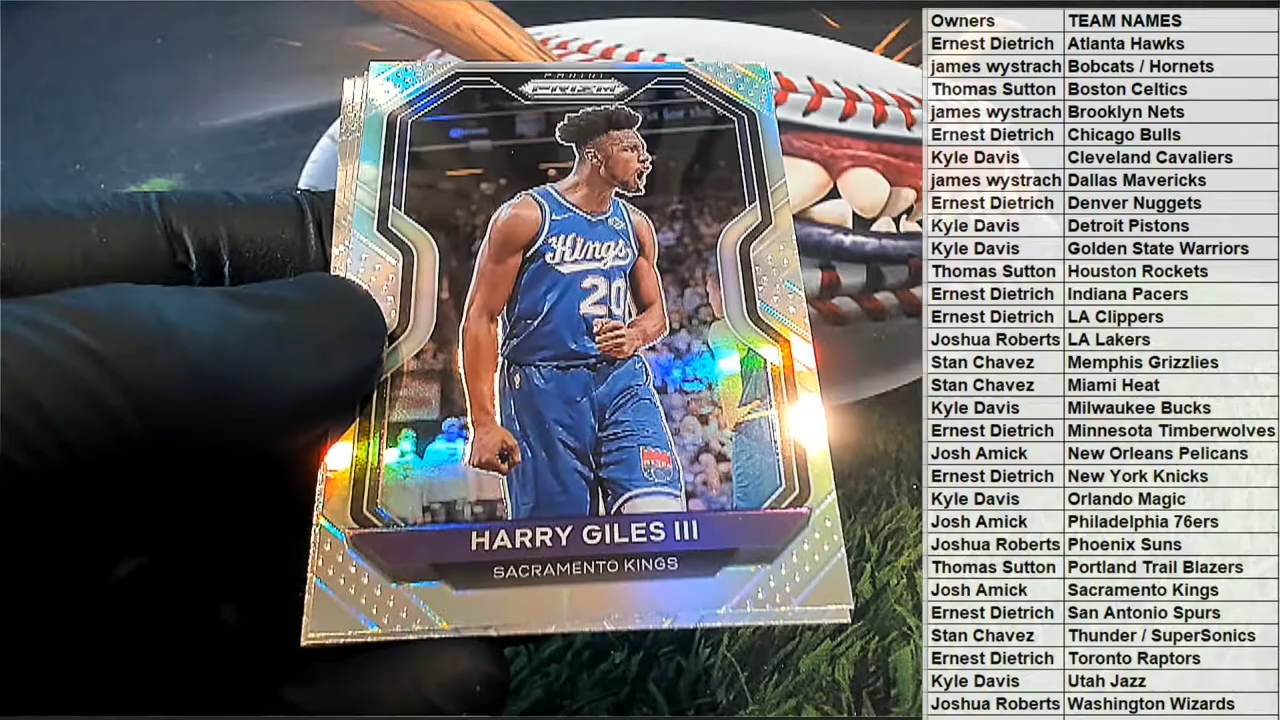 PANINI
PRIZM
Kings
20
HARRY GILES III
SACRAMENTO KINGS
Owners TEAM NAMES
Ernest Dietrich Atlanta Hawks
james wystrach Bobcats / Hornets
Thomas Sutton Boston Celtics
james wystrach Brooklyn Nets
Ernest Dietrich Chicago Bulls
Kyle Davis Cleveland Cavaliers
james wystrach Dallas Mavericks
Ernest Dietrich Denver Nuggets
Kyle Davis Detroit Pistons
Kyle Davis Golden State Warriors
Thomas Sutton Houston Rockets
Ernest Dietrich Indiana Pacers
Ernest Dietrich LA Clippers
Joshua Roberts LA Lakers
Stan Chavez Memphis Grizzlies
Stan Chavez Miami Heat
Kyle Davis Milwaukee Bucks
Ernest Dietrich Minnesota Timberwolves
Josh Amick New Orleans Pelicans
Ernest Dietrich New York Knicks
Kyle Davis Orlando Magic
Josh Amick Philadelphia 76ers
Joshua Roberts Phoenix Suns
Thomas Sutton Portland Trail Blazers
Josh Amick Sacramento Kings
Ernest Dietrich San Antonio Spurs
Stan Chavez Thunder / SuperSonics
Ernest Dietrich Toronto Raptors
Kyle Davis Utah Jazz
Joshua Roberts Washington Wizards